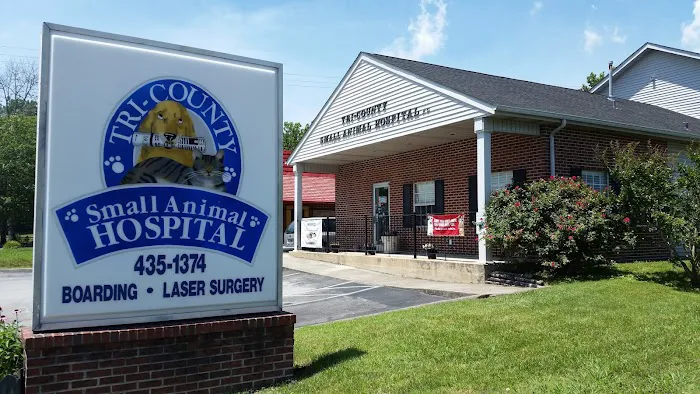 TRI-COUNTY
Small Animal
HOSPITAL
435-1374
BOARDING • LASER SURGERY
TRI-COUNTY
SMALL ANIMAL HOSPITAL P.S.